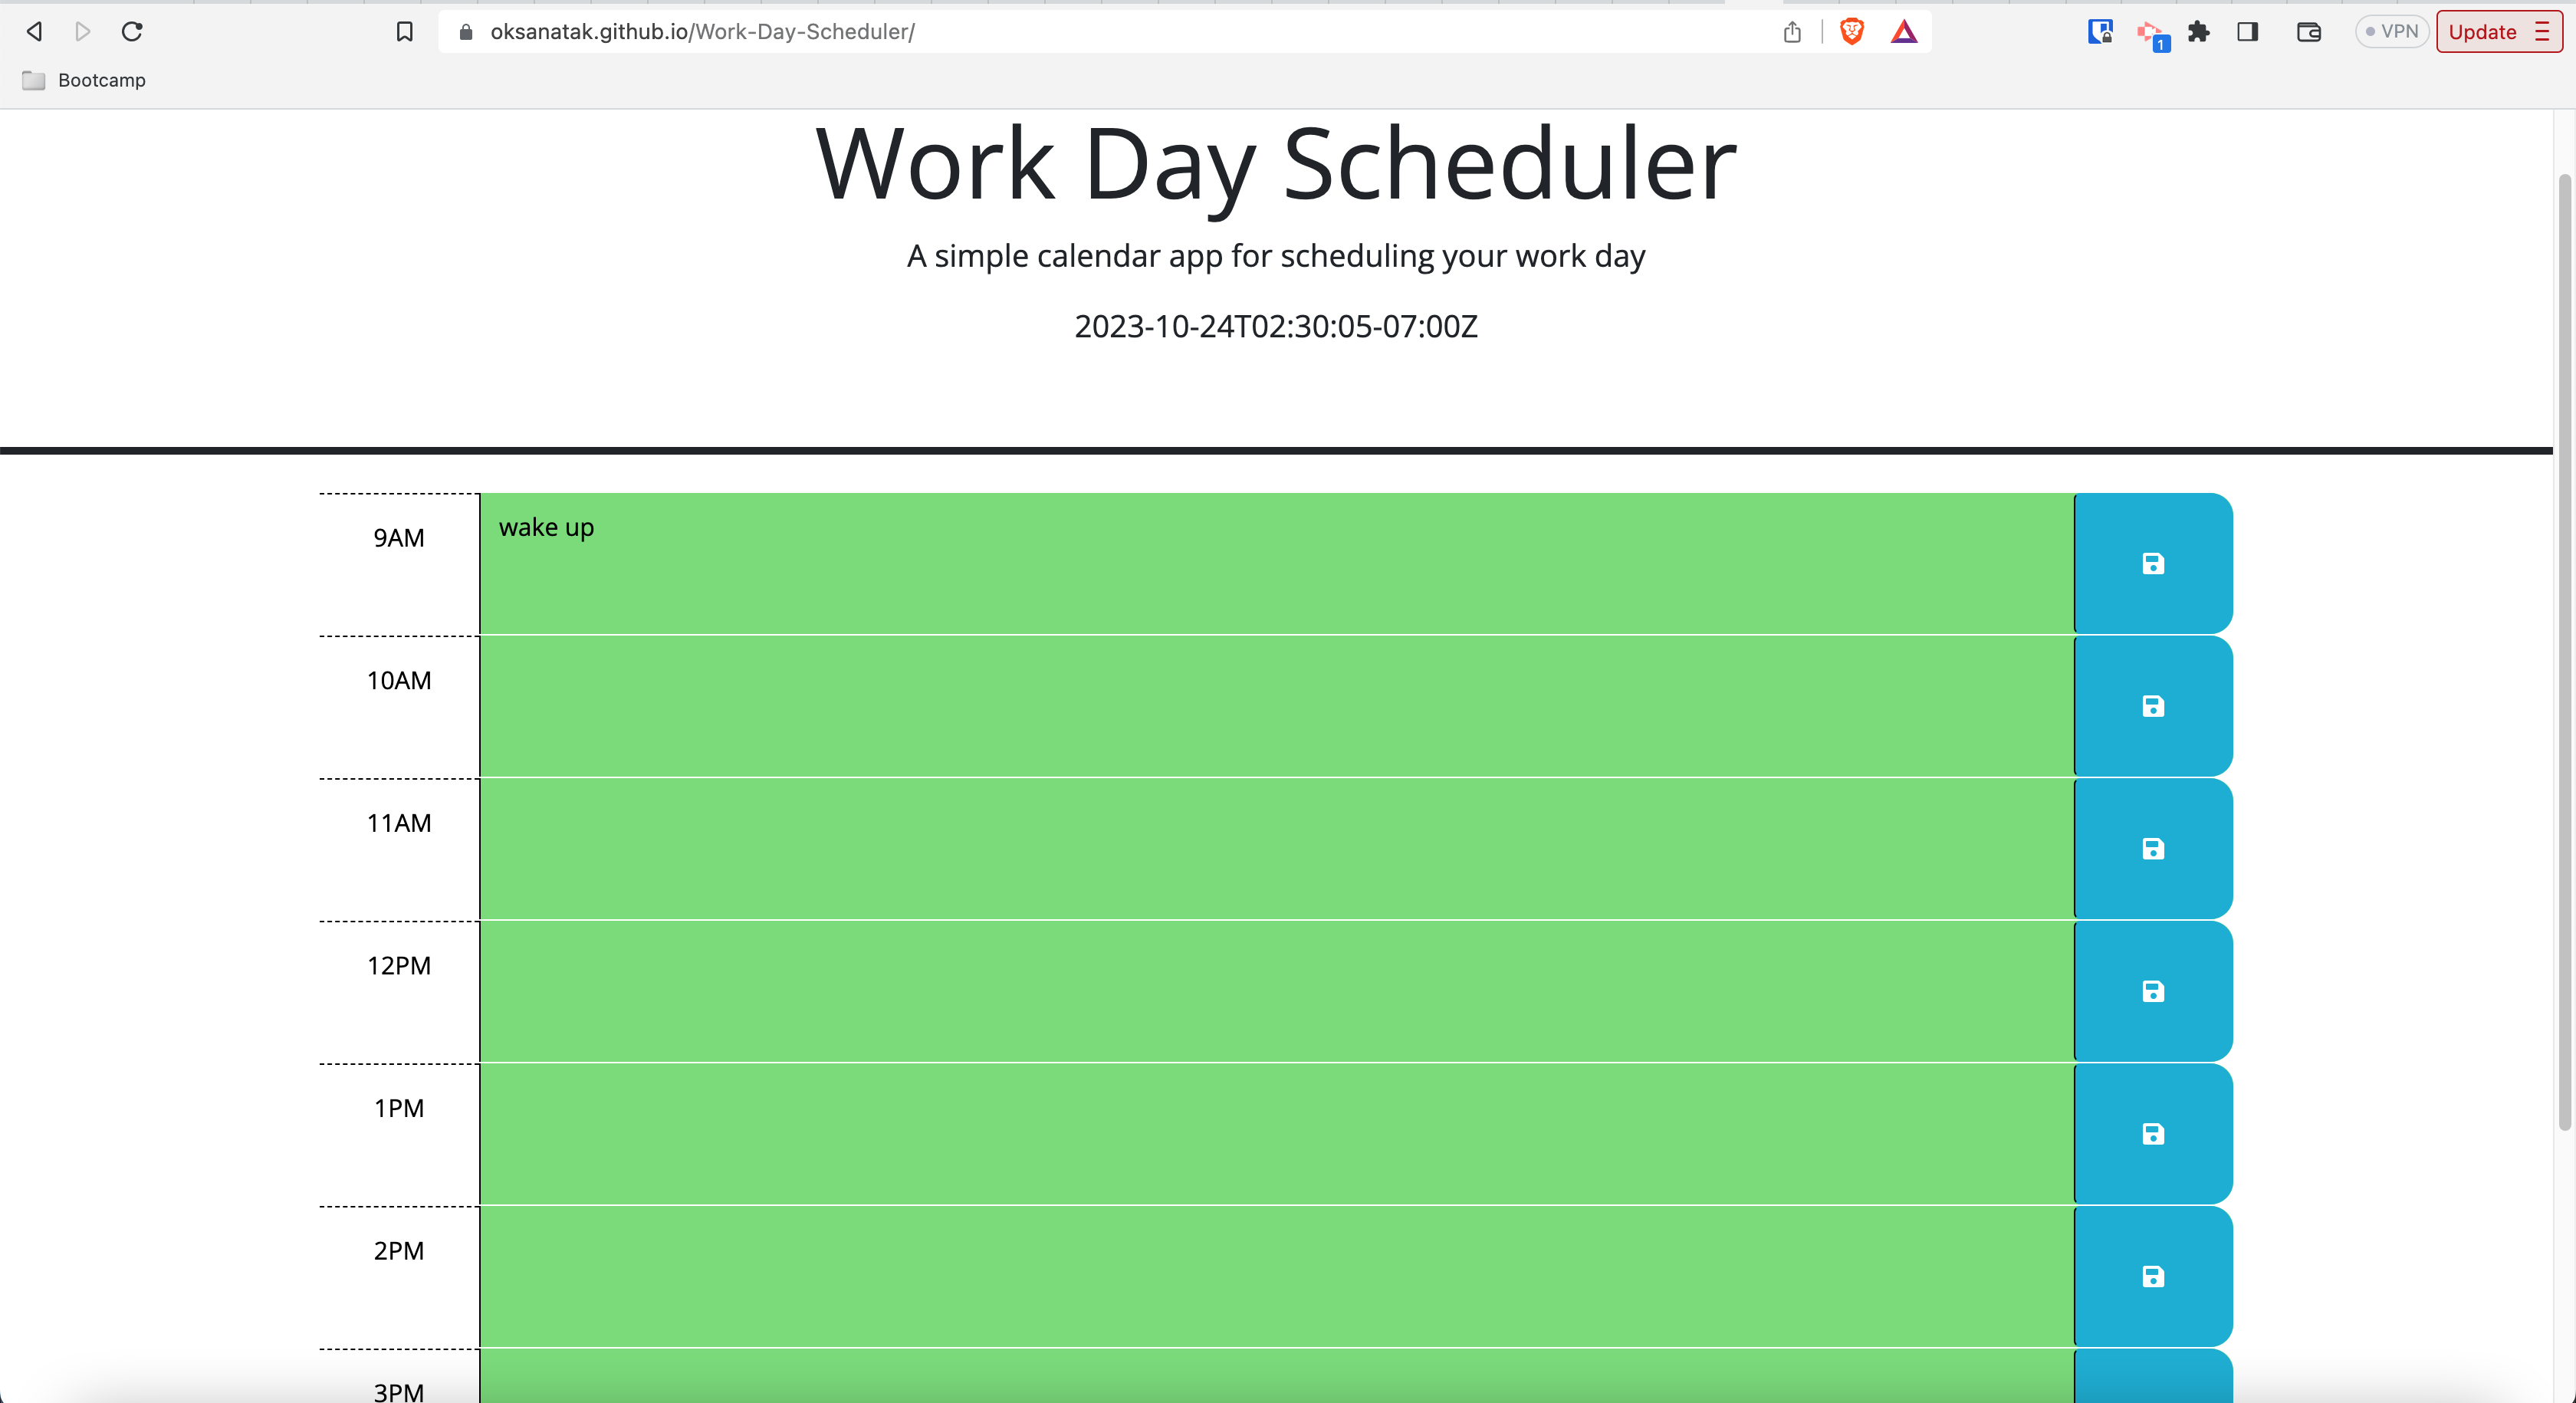 oksanatak.github.io/Work-Day-Scheduler/
1
VPN
Update
Bootcamp
Work Day Scheduler
A simple calendar app for scheduling your work day
2023-10-24T02:30:05-07:00Z
9AM
wake up
10AM
11AM
12PM
1PM
2PM
3PM